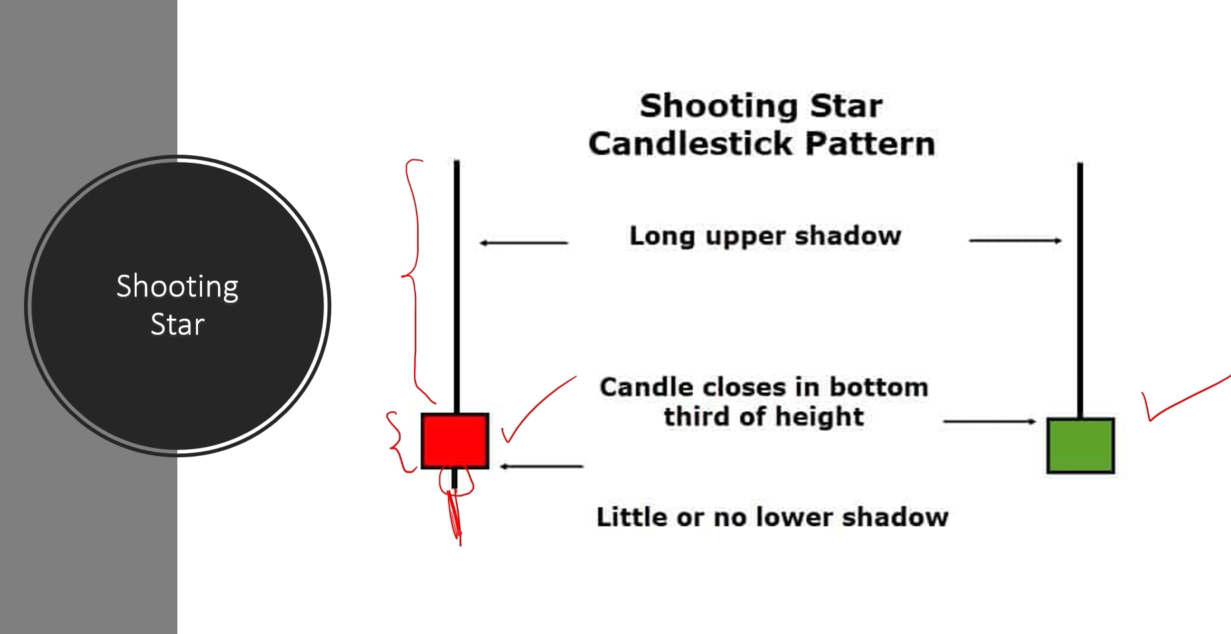 Shooting
Star
Shooting Star
Candlestick Pattern
Long upper shadow
Candle closes in bottom
third of height
Little or no lower shadow